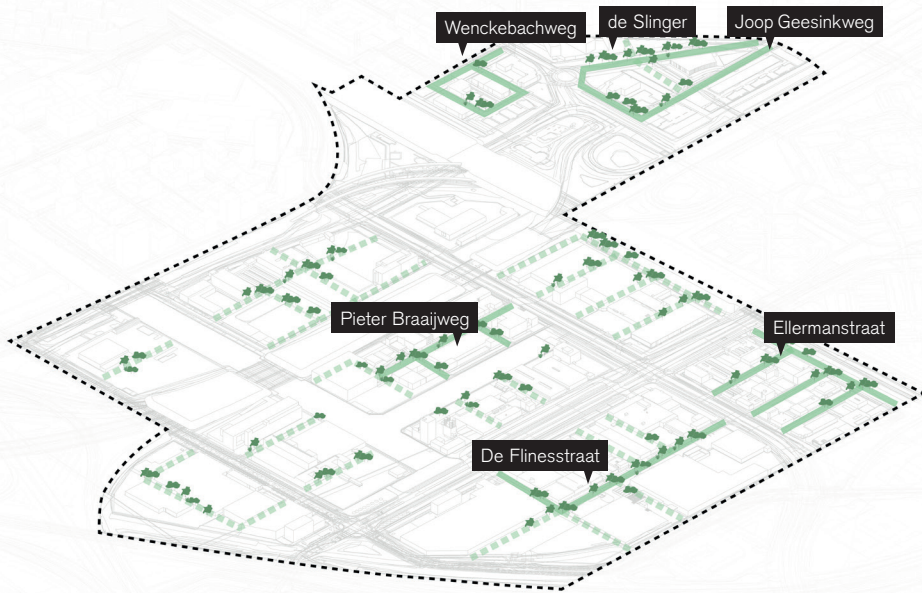 Wenckebachweg
de Slinger
Joop Geesinkweg
Pieter Braaijweg
Ellermanstraat
De Flinesstraat